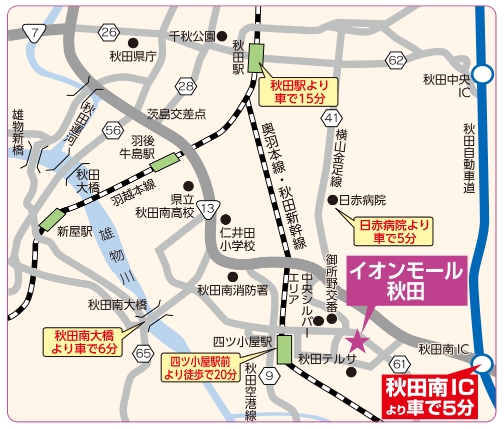 7
26
秋田県庁
千秋公園
秋田駅
62
秋田中央
IC
秋田駅より
車で15分
28
茨島交差点
雄物新橋
秋田運河
56
羽後
牛島駅
41
横山金足線
秋田自動車道
奥羽本線・秋田新幹線
秋田
大橋
羽越本線
県立
秋田南高校
13
日赤病院
日赤病院より
車で5分
新屋駅
雄物川
仁井田
小学校
御所野交番
イオンモール
秋田
中央シルバー
エリア
秋田南消防署
秋田南大橋
秋田南大橋
より車で6分
65
四ツ小屋駅
四ツ小屋駅前
より徒歩で20分
9
秋田空港線
秋田テルサ
61
秋田南IC
秋田南IC
より車で5分